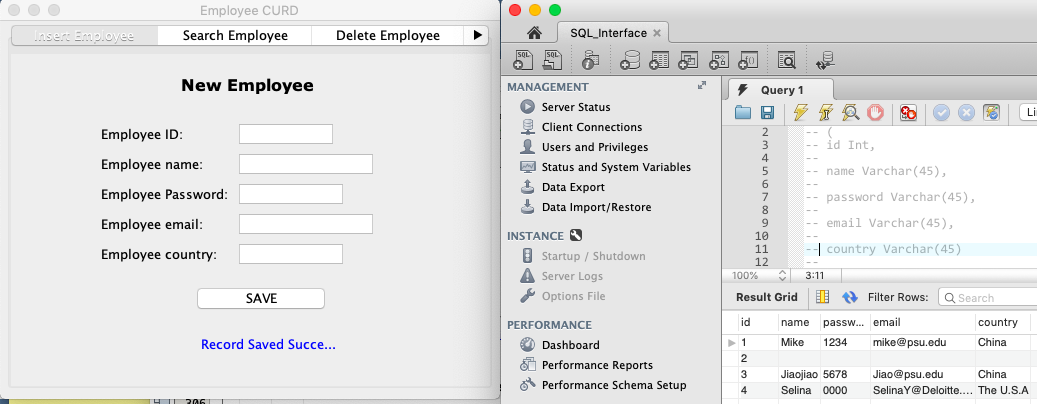 Employee CURD
Insert Employee Search Employee Delete Employee
New Employee
Employee ID:
Employee name:
Employee Password:
Employee email:
Employee country:
SAVE
Record Saved Succe...
306
SQL_Interface
SQL SQL
MANAGEMENT
Server Status
Client Connections
Users and Privileges
Status and System Variables
Data Export
Data Import/Restore
INSTANCE
Startup / Shutdown
Server Logs
Options File
PERFORMANCE
Dashboard
Performance Reports
Performance Schema Setup
Query 1
Li
2 -- (
3 -- id Int,
4 --
5 -- name Varchar(45),
6 --
7 -- password Varchar(45),
8 --
9 -- email Varchar(45),
10 --
11 -- country Varchar(45)
12 --
100% 3:11
Result Grid Filter Rows: Search
id name passw... email country
1 Mike 1234 mike@psu.edu China
2
3 Jiaojiao 5678 Jiao@psu.edu China
4 Selina 0000 SelinaY@Deloitte.... The U.S.A